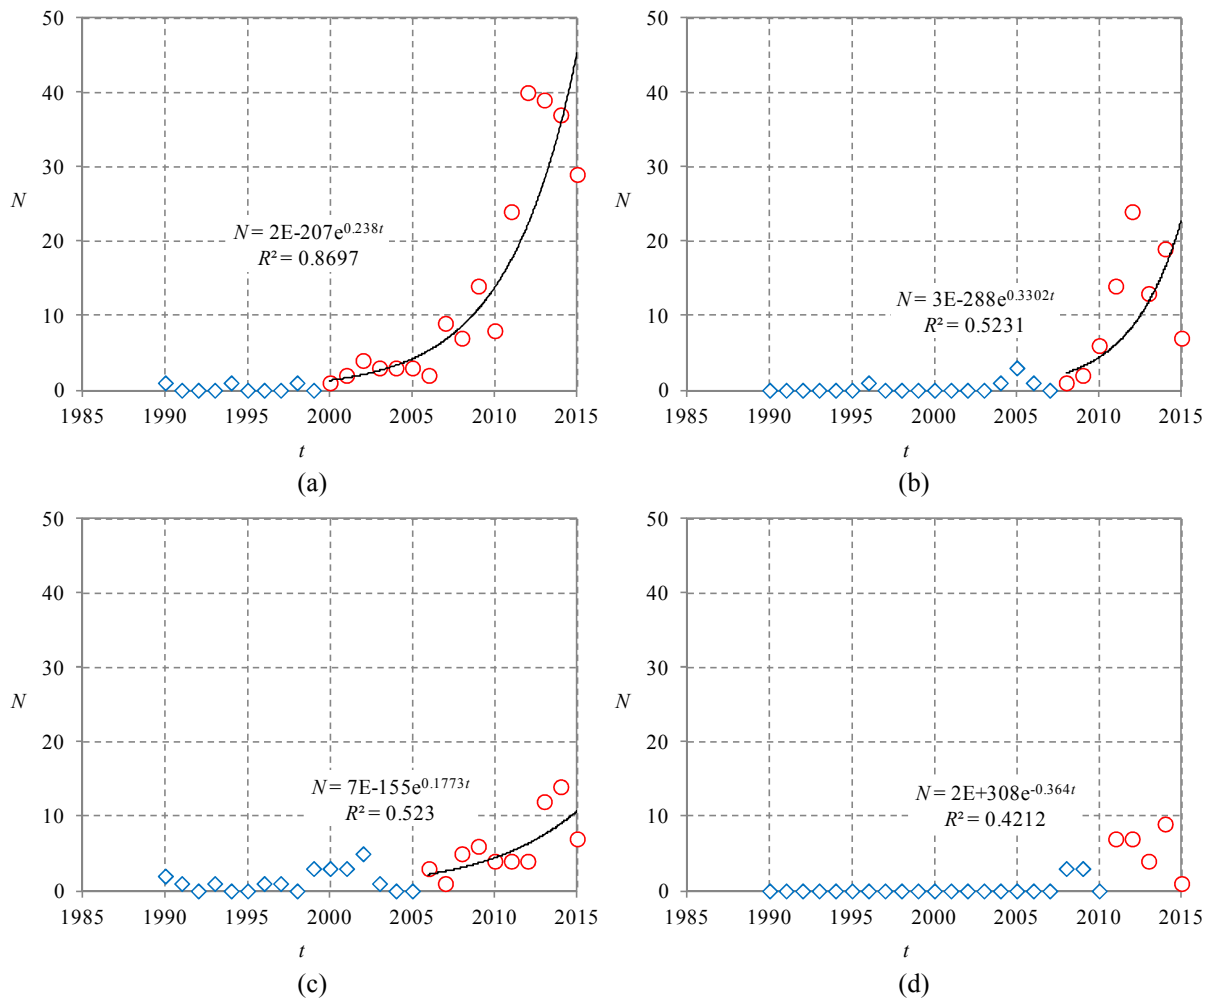 50
40
30
20
10
0
N
N = 2E-207e^0.238t
R² = 0.8697
1985 1990 1995 2000 2005 2010 2015
t
(a)
50
40
30
20
10
0
N
N = 3E-288e^0.3302t
R² = 0.5231
1985 1990 1995 2000 2005 2010 2015
t
(b)
50
40
30
20
10
0
N
N = 7E-155e^0.1773t
R² = 0.523
1985 1990 1995 2000 2005 2010 2015
t
(c)
50
40
30
20
10
0
N
N = 2E+308e^-0.364t
R² = 0.4212
1985 1990 1995 2000 2005 2010 2015
t
(d)